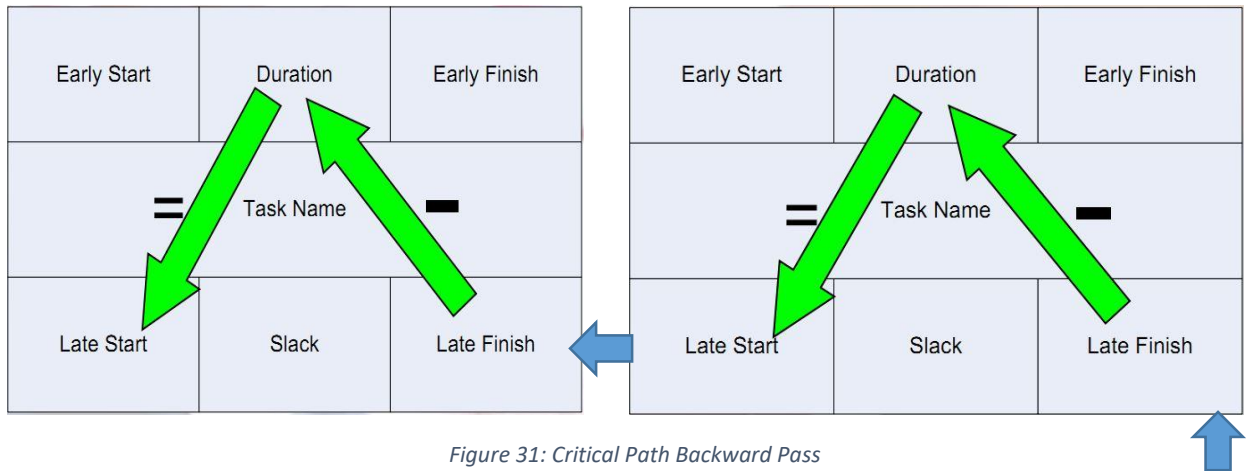 Early Start Duration Early Finish
= Task Name -
Late Start Slack Late Finish
Early Start Duration Early Finish
= Task Name -
Late Start Slack Late Finish
Figure 31: Critical Path Backward Pass